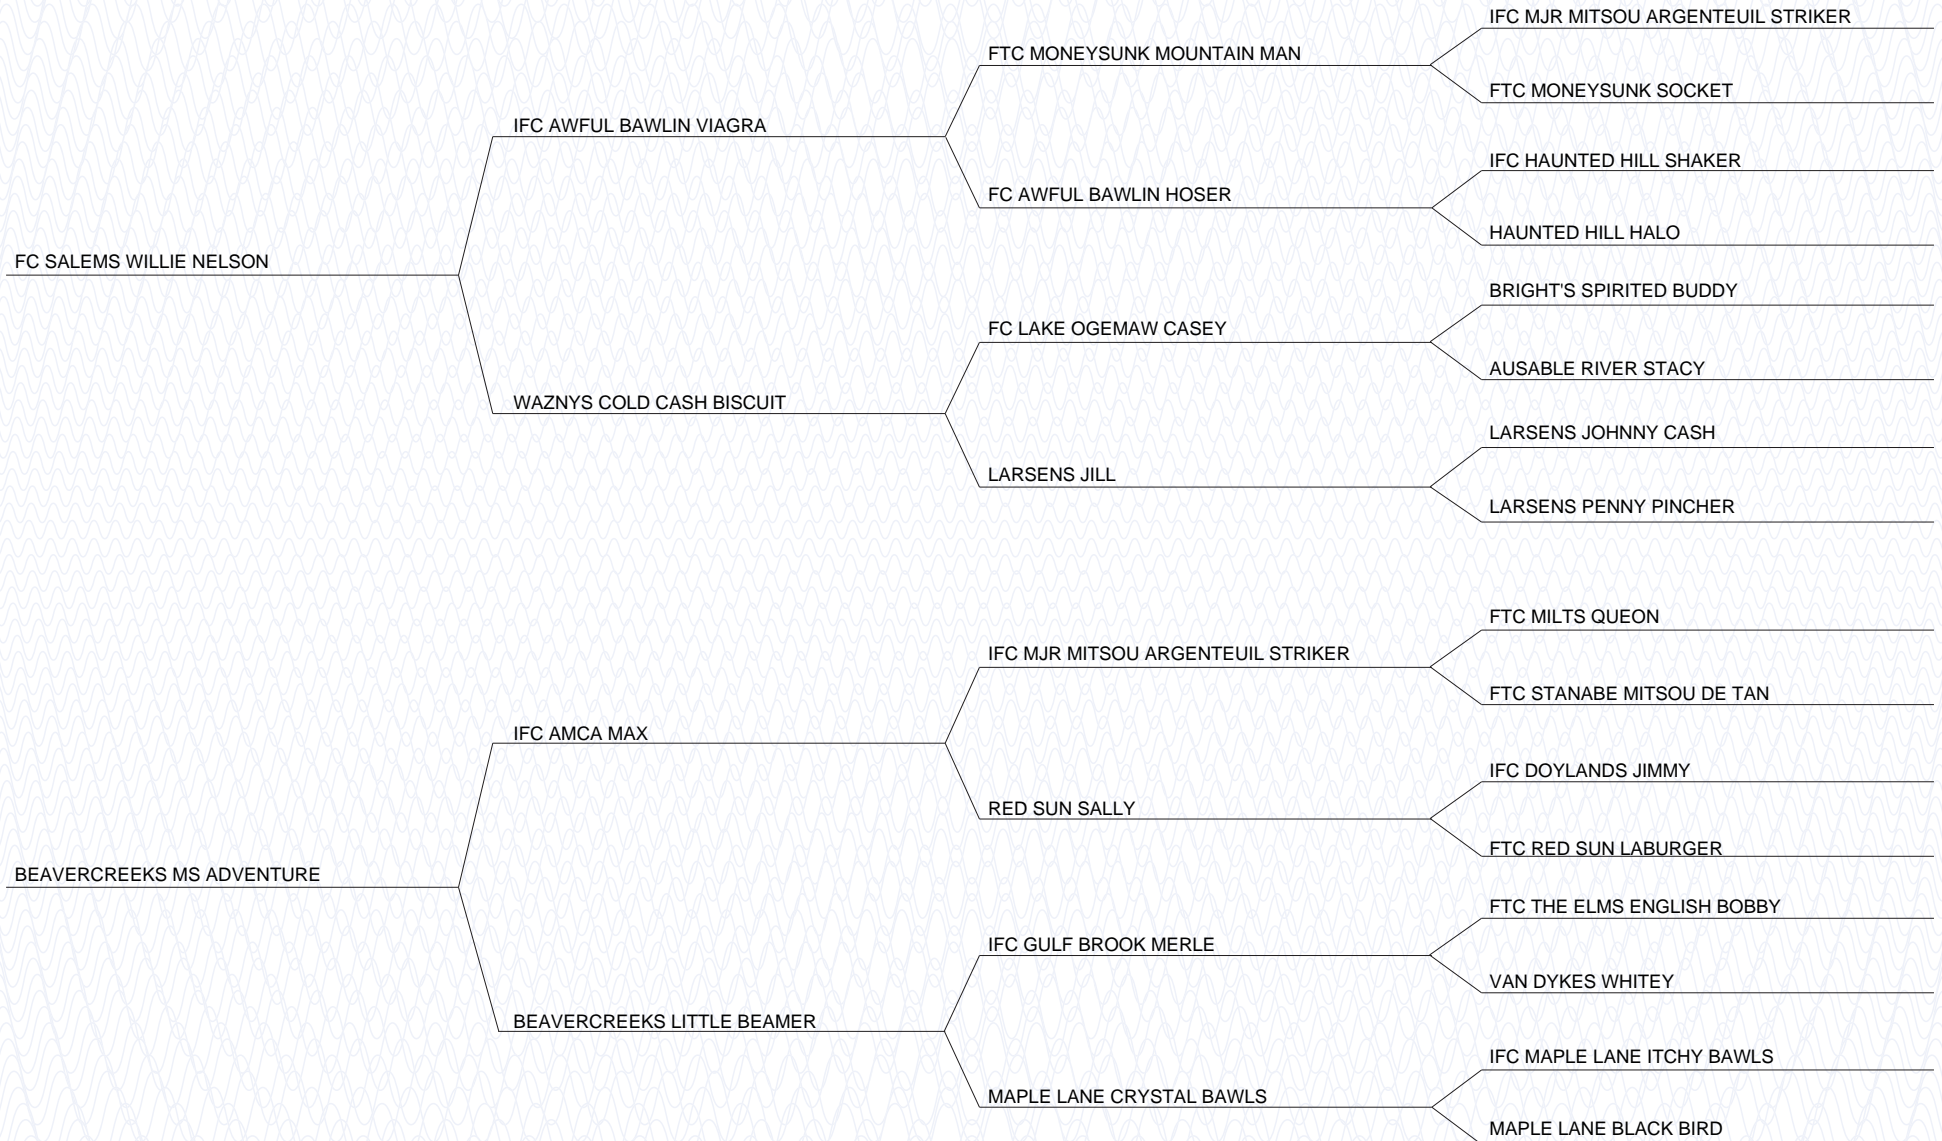 IFC MJR MITSOU ARGENTEUIL STRIKER
FTC MONEYSUNK MOUNTAIN MAN
FTC MONEYSUNK SOCKET
IFC AWFUL BAWLIN VIAGRA
IFC HAUNTED HILL SHAKER
FC AWFUL BAWLIN HOSER
HAUNTED HILL HALO
FC SALEMS WILLIE NELSON
BRIGHT'S SPIRITED BUDDY
FC LAKE OGEMAW CASEY
AUSABLE RIVER STACY
WAZNYS COLD CASH BISCUIT
LARSENS JOHNNY CASH
LARSENS JILL
LARSENS PENNY PINCHER
FTC MILTS QUEON
IFC MJR MITSOU ARGENTEUIL STRIKER
FTC STANABE MITSOU DE TAN
IFC AMCA MAX
IFC DOYLANDS JIMMY
RED SUN SALLY
FTC RED SUN LABURGER
BEAVERCREEKS MS ADVENTURE
FTC THE ELMS ENGLISH BOBBY
IFC GULF BROOK MERLE
VAN DYKES WHITEY
BEAVERCREEKS LITTLE BEAMER
IFC MAPLE LANE ITCHY BAWLS
MAPLE LANE CRYSTAL BAWLS
MAPLE LANE BLACK BIRD